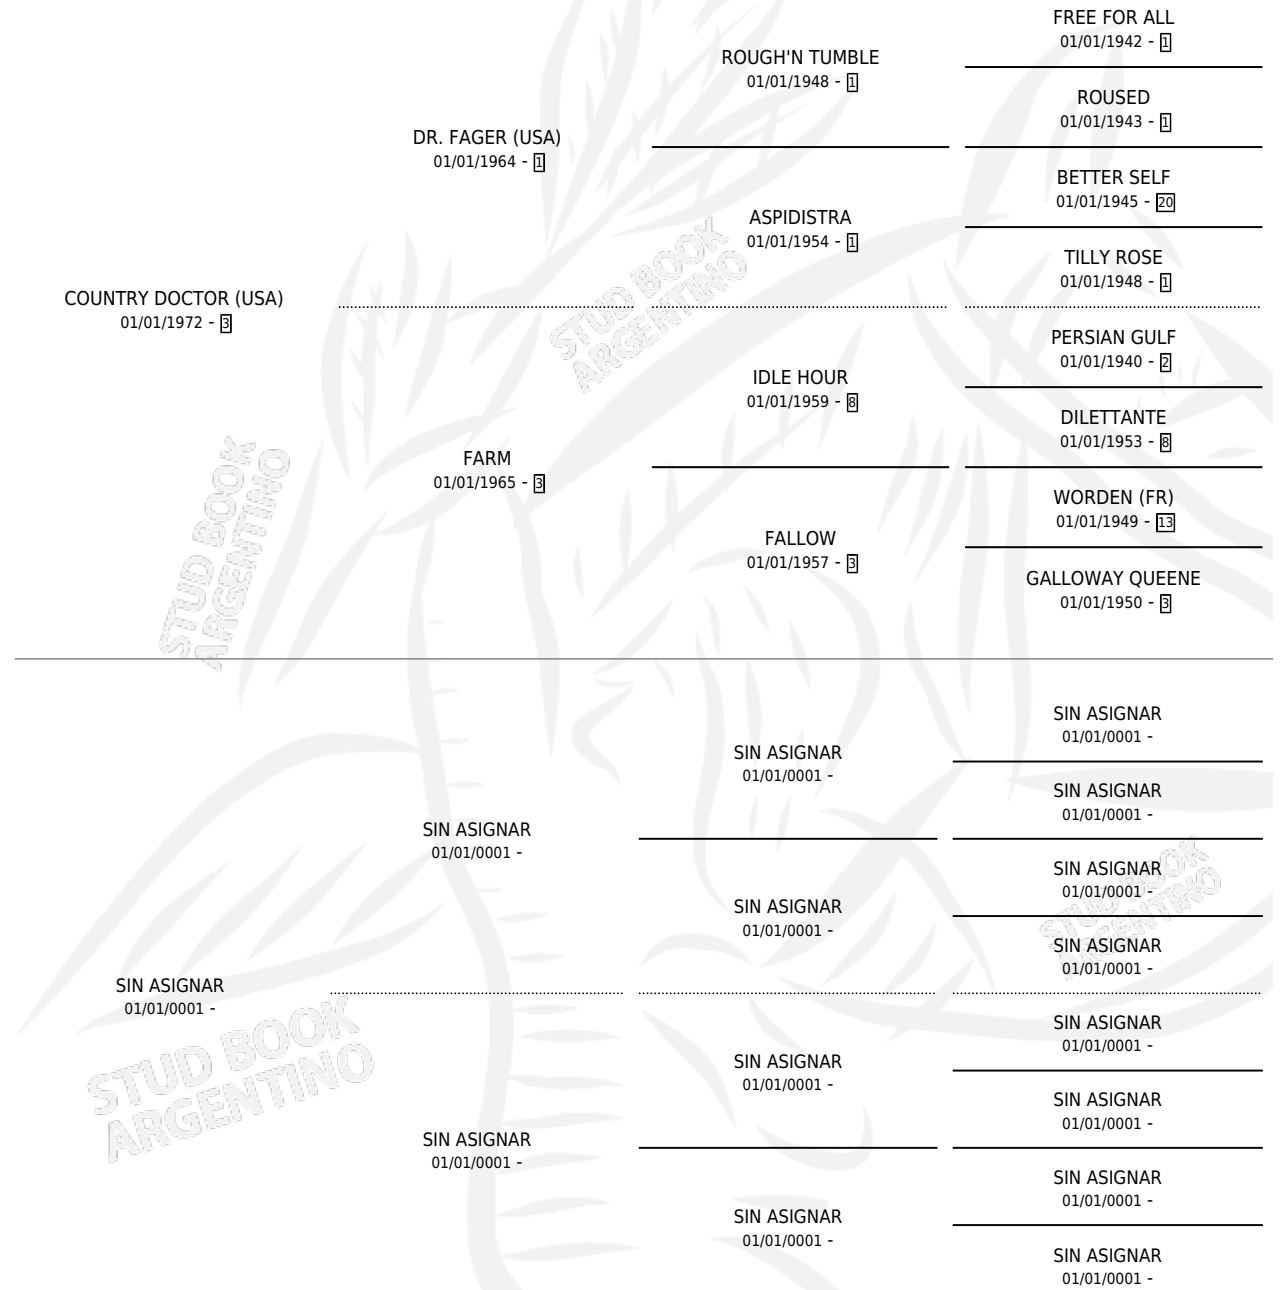 FREE FOR ALL
01/01/1942 - 1
ROUGH'N TUMBLE
01/01/1948 - 1
ROUSED
01/01/1943 - 1
DR. FAGER (USA)
01/01/1964 - 1
BETTER SELF
01/01/1945 - 20
ASPIDISTRA
01/01/1954 - 1
TILLY ROSE
01/01/1948 - 1
COUNTRY DOCTOR (USA)
01/01/1972 - 3
PERSIAN GULF
01/01/1940 - 2
IDLE HOUR
01/01/1959 - 8
DILETTANTE
01/01/1953 - 8
FARM
01/01/1965 - 3
WORDEN (FR)
01/01/1949 - 13
FALLOW
01/01/1957 - 3
GALLOWAY QUEENE
01/01/1950 - 3
STUD BOOK
ARGENTINO
STUD BOOK
ARGENTINO
SIN ASIGNAR
01/01/0001 -
SIN ASIGNAR
01/01/0001 -
SIN ASIGNAR
01/01/0001 -
SIN ASIGNAR
01/01/0001 -
SIN ASIGNAR
01/01/0001 -
SIN ASIGNAR
01/01/0001 -
SIN ASIGNAR
01/01/0001 -
SIN ASIGNAR
01/01/0001 -
SIN ASIGNAR
01/01/0001 -
SIN ASIGNAR
01/01/0001 -
SIN ASIGNAR
01/01/0001 -
SIN ASIGNAR
01/01/0001 -
SIN ASIGNAR
01/01/0001 -
SIN ASIGNAR
01/01/0001 -
SIN ASIGNAR
01/01/0001 -
STUD BOOK
ARGENTINO
STUD BOOK
ARGENTINO